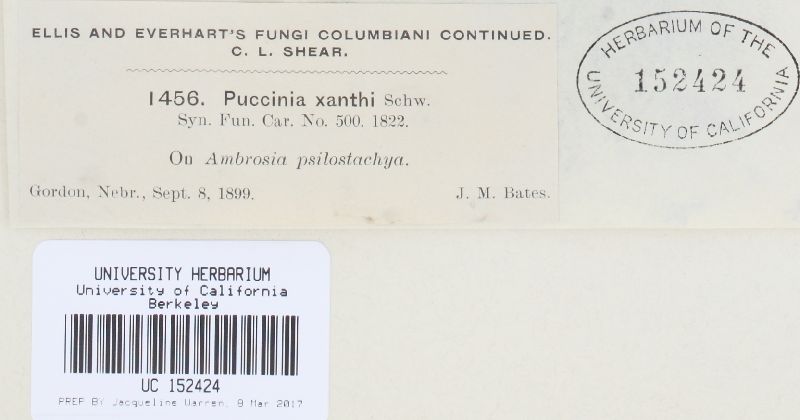 ELLIS AND EVERHART'S FUNGI COLUMBIANI CONTINUED.
C. L. SHEAR.
1456. Puccinia xanthi Schw.
Syn. Fun. Car. No. 500. 1822.
On Ambrosia psilostachya.
Gordon, Nebr., Sept. 8, 1899. J. M. Bates.
HERBARIUM OF THE
152424
UNIVERSITY OF CALIFORNIA
UNIVERSITY HERBARIUM
University of California
Berkeley
UC 152424
PREP BY Jacqueline Warren, 9 Mar 2017